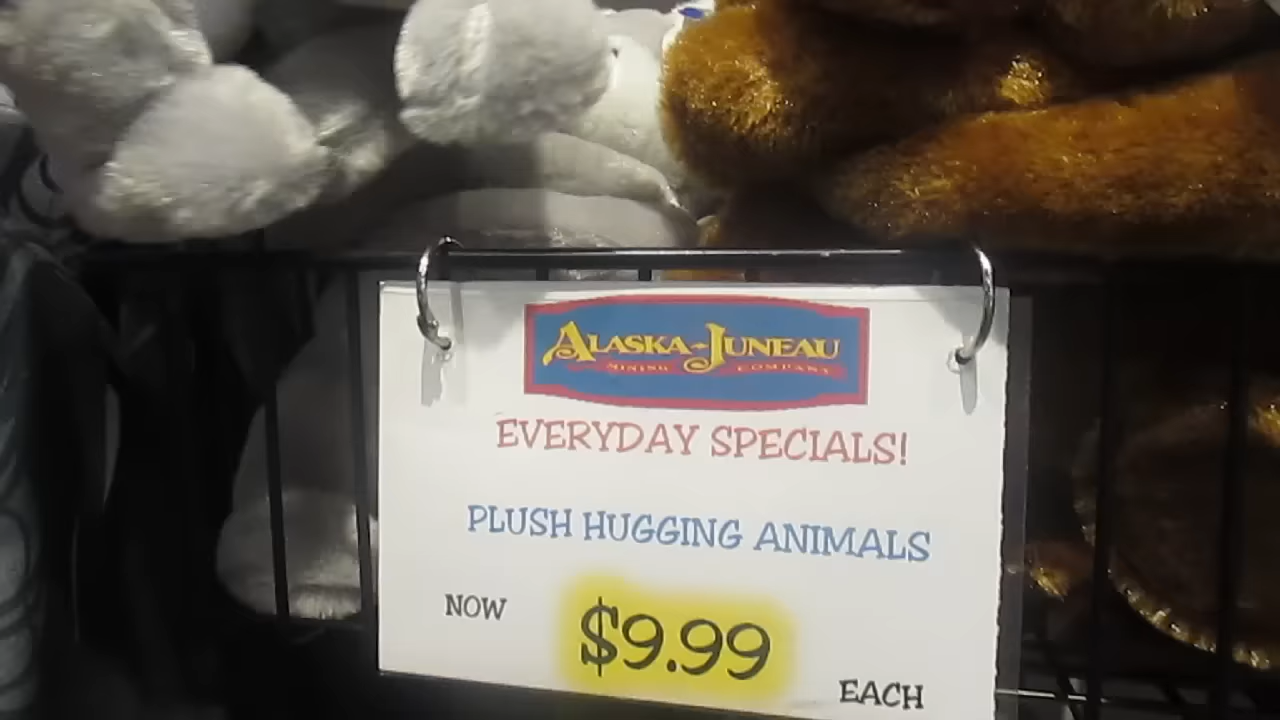 ALASKA-JUNEAU
MINING COMPANY
EVERYDAY SPECIALS!
PLUSH HUGGING ANIMALS
NOW $9.99 EACH